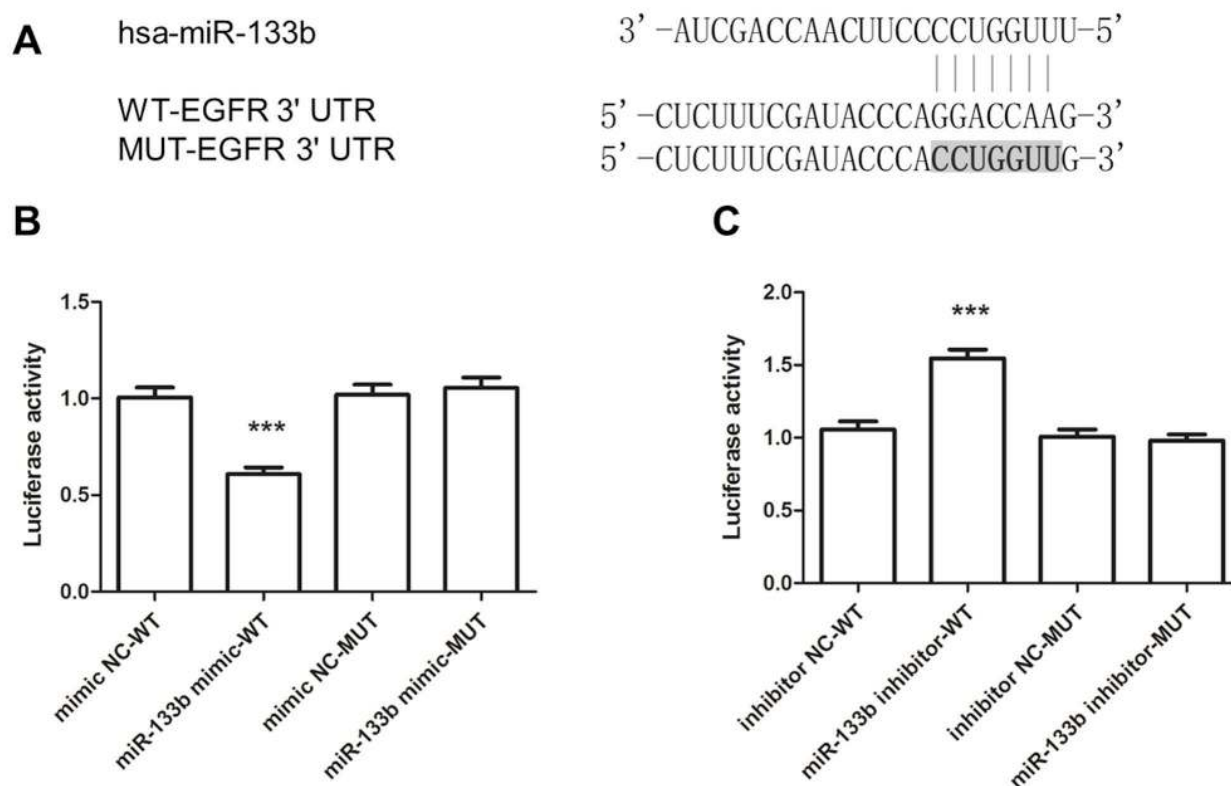 A
hsa-miR-133b
3' -AUCGACCAACUUCCCCUGGUUU-5'
WT-EGFR 3' UTR
5' -CUCUUUCGAUACCCAGGACCAAG-3'
MUT-EGFR 3' UTR
5' -CUCUUUCGAUACCCACCUGGUUG-3'
B
Luciferase activity
1.5
1.0
0.5
0.0
***
mimic NC-WT
miR-133b mimic-WT
mimic NC-MUT
miR-133b mimic-MUT
C
Luciferase activity
2.0
1.5
1.0
0.5
0.0
***
inhibitor NC-WT
miR-133b inhibitor-WT
inhibitor NC-MUT
miR-133b inhibitor-MUT